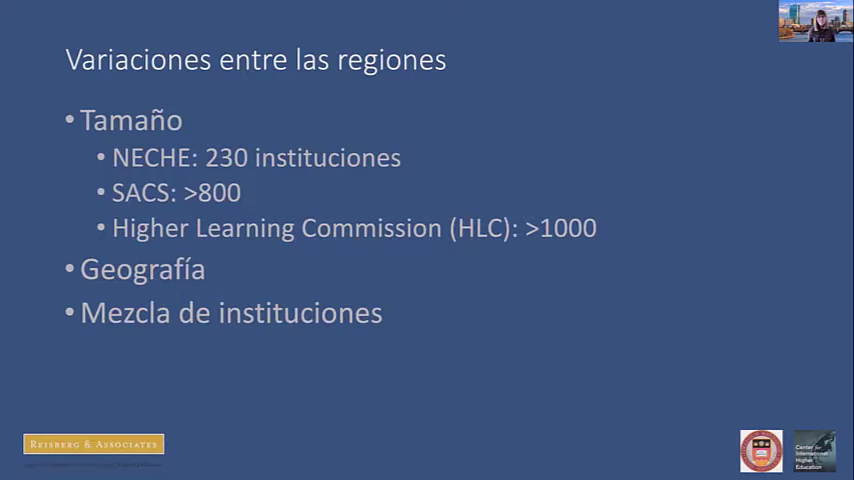 Variaciones entre las regiones
• Tamaño
• NECHE: 230 instituciones
• SACS: >800
• Higher Learning Commission (HLC): >1000
• Geografía
• Mezcla de instituciones
REISBERG & ASSOCIATES
Center for
International
Higher
Education